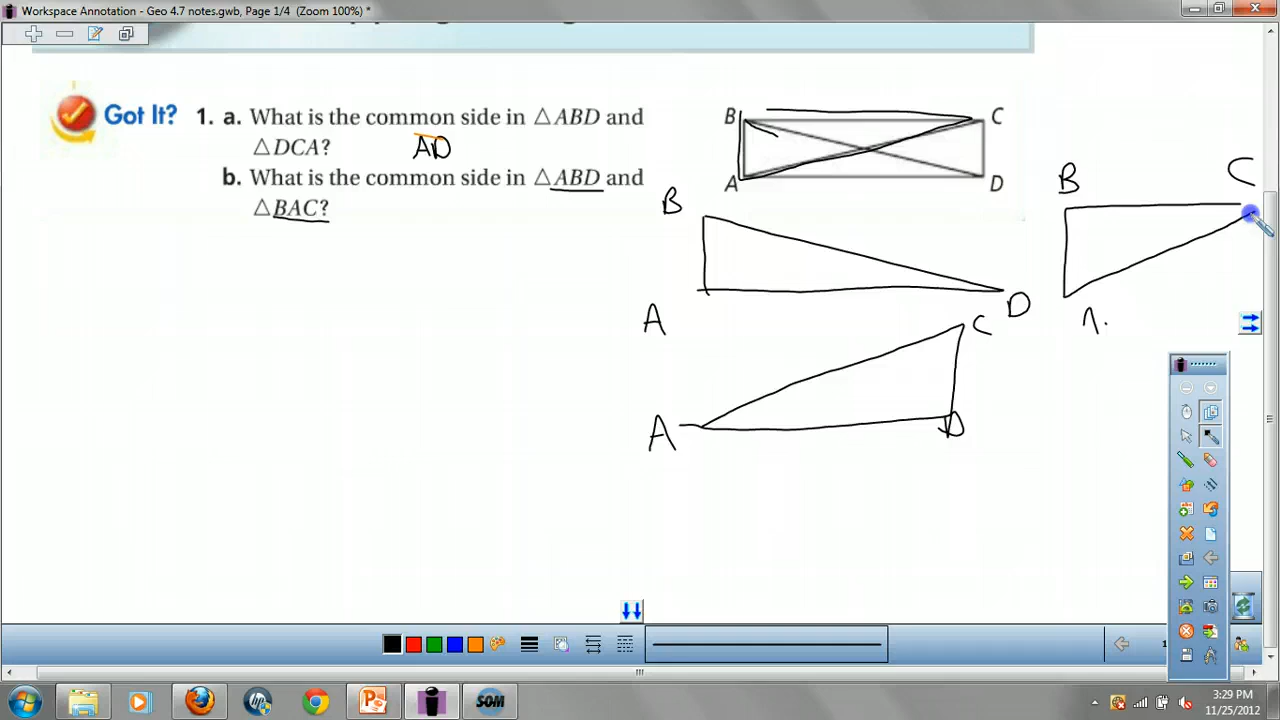 Workspace Annotation - Geo 4.7 notes.gwb, Page 1/4 (Zoom 100%) *
Got It? 1. a. What is the common side in △ABD and
△DCA? AD
b. What is the common side in △ABD and
△BAC?
B C
A D
B
A D
C
A D
B C
SOM
3:29 PM
11/25/2012